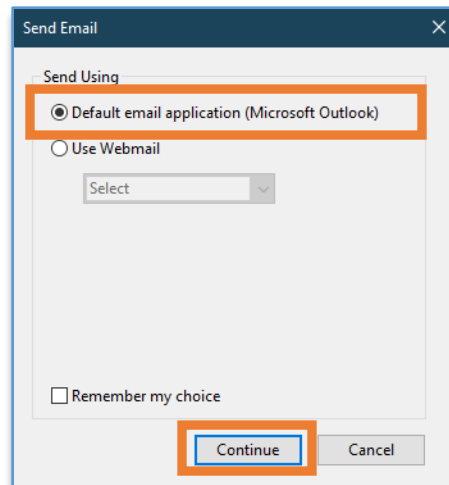 Send Email
Send Using
Default email application (Microsoft Outlook)
Use Webmail
Select
Remember my choice
Continue Cancel